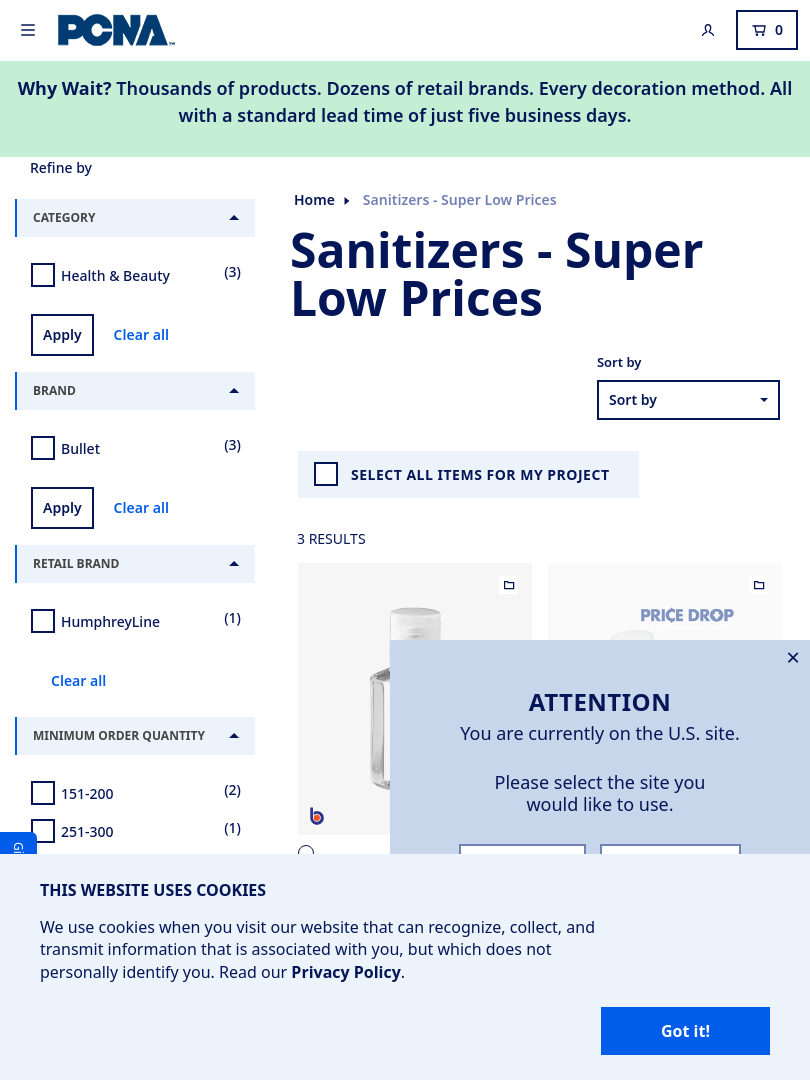 PCNA
0
Why Wait? Thousands of products. Dozens of retail brands. Every decoration method. All
with a standard lead time of just five business days.
Refine by
CATEGORY
Health & Beauty (3)
Apply Clear all
BRAND
Bullet (3)
Apply Clear all
RETAIL BRAND
HumphreyLine (1)
Clear all
MINIMUM ORDER QUANTITY
151-200 (2)
251-300 (1)
Home Sanitizers - Super Low Prices
Sanitizers - Super
Low Prices
Sort by
Sort by
SELECT ALL ITEMS FOR MY PROJECT
3 RESULTS
PRICE DROP
b
ATTENTION
You are currently on the U.S. site.
Please select the site you
would like to use.
THIS WEBSITE USES COOKIES
We use cookies when you visit our website that can recognize, collect, and
transmit information that is associated with you, but which does not
personally identify you. Read our Privacy Policy.
Got it!